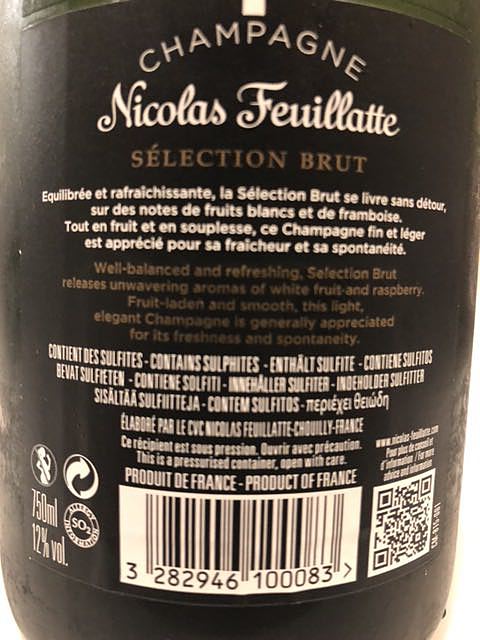 CHAMPAGNE
Nicolas Feuillatte
SÉLECTION BRUT
Equilibrée et rafraîchissante, la Sélection Brut se livre sans détour,
sur des notes de fruits blancs et de framboise.
Tout en fruit et en souplesse, ce Champagne fin et léger
est apprécié pour sa fraîcheur et sa spontanéité.
Well-balanced and refreshing, Selection Brut
releases unwavering aromas of white fruit and raspberry.
Fruit-laden and smooth, this light,
elegant Champagne is generally appreciated
for its freshness and spontaneity.
CONTIENT DES SULFITES - CONTAINS SULPHITES - ENTHÄLT SULFITE - CONTIENE SULFITOS
BEVAT SULFIETEN - CONTIENE SOLFITI - INNEHÅLLER SULFITER - INDEHOLDER SULFITTER
SISÄLTÄÄ SULFIITTEJA - CONTEM SULFITOS - περιέχει θειώδη
ÉLABORÉ PAR LE CVC NICOLAS FEUILLATTE - CHOUILLY - FRANCE
Ce récipient est sous pression. Ouvrir avec précaution.
This is a pressurised container, open with care.
PRODUIT DE FRANCE - PRODUCT OF FRANCE
www.nicolas-feuillatte.com
Pour plus de conseil et
d'information / For more
advice and information
750ml
12% vol.
SO2
3 282946 100083 >